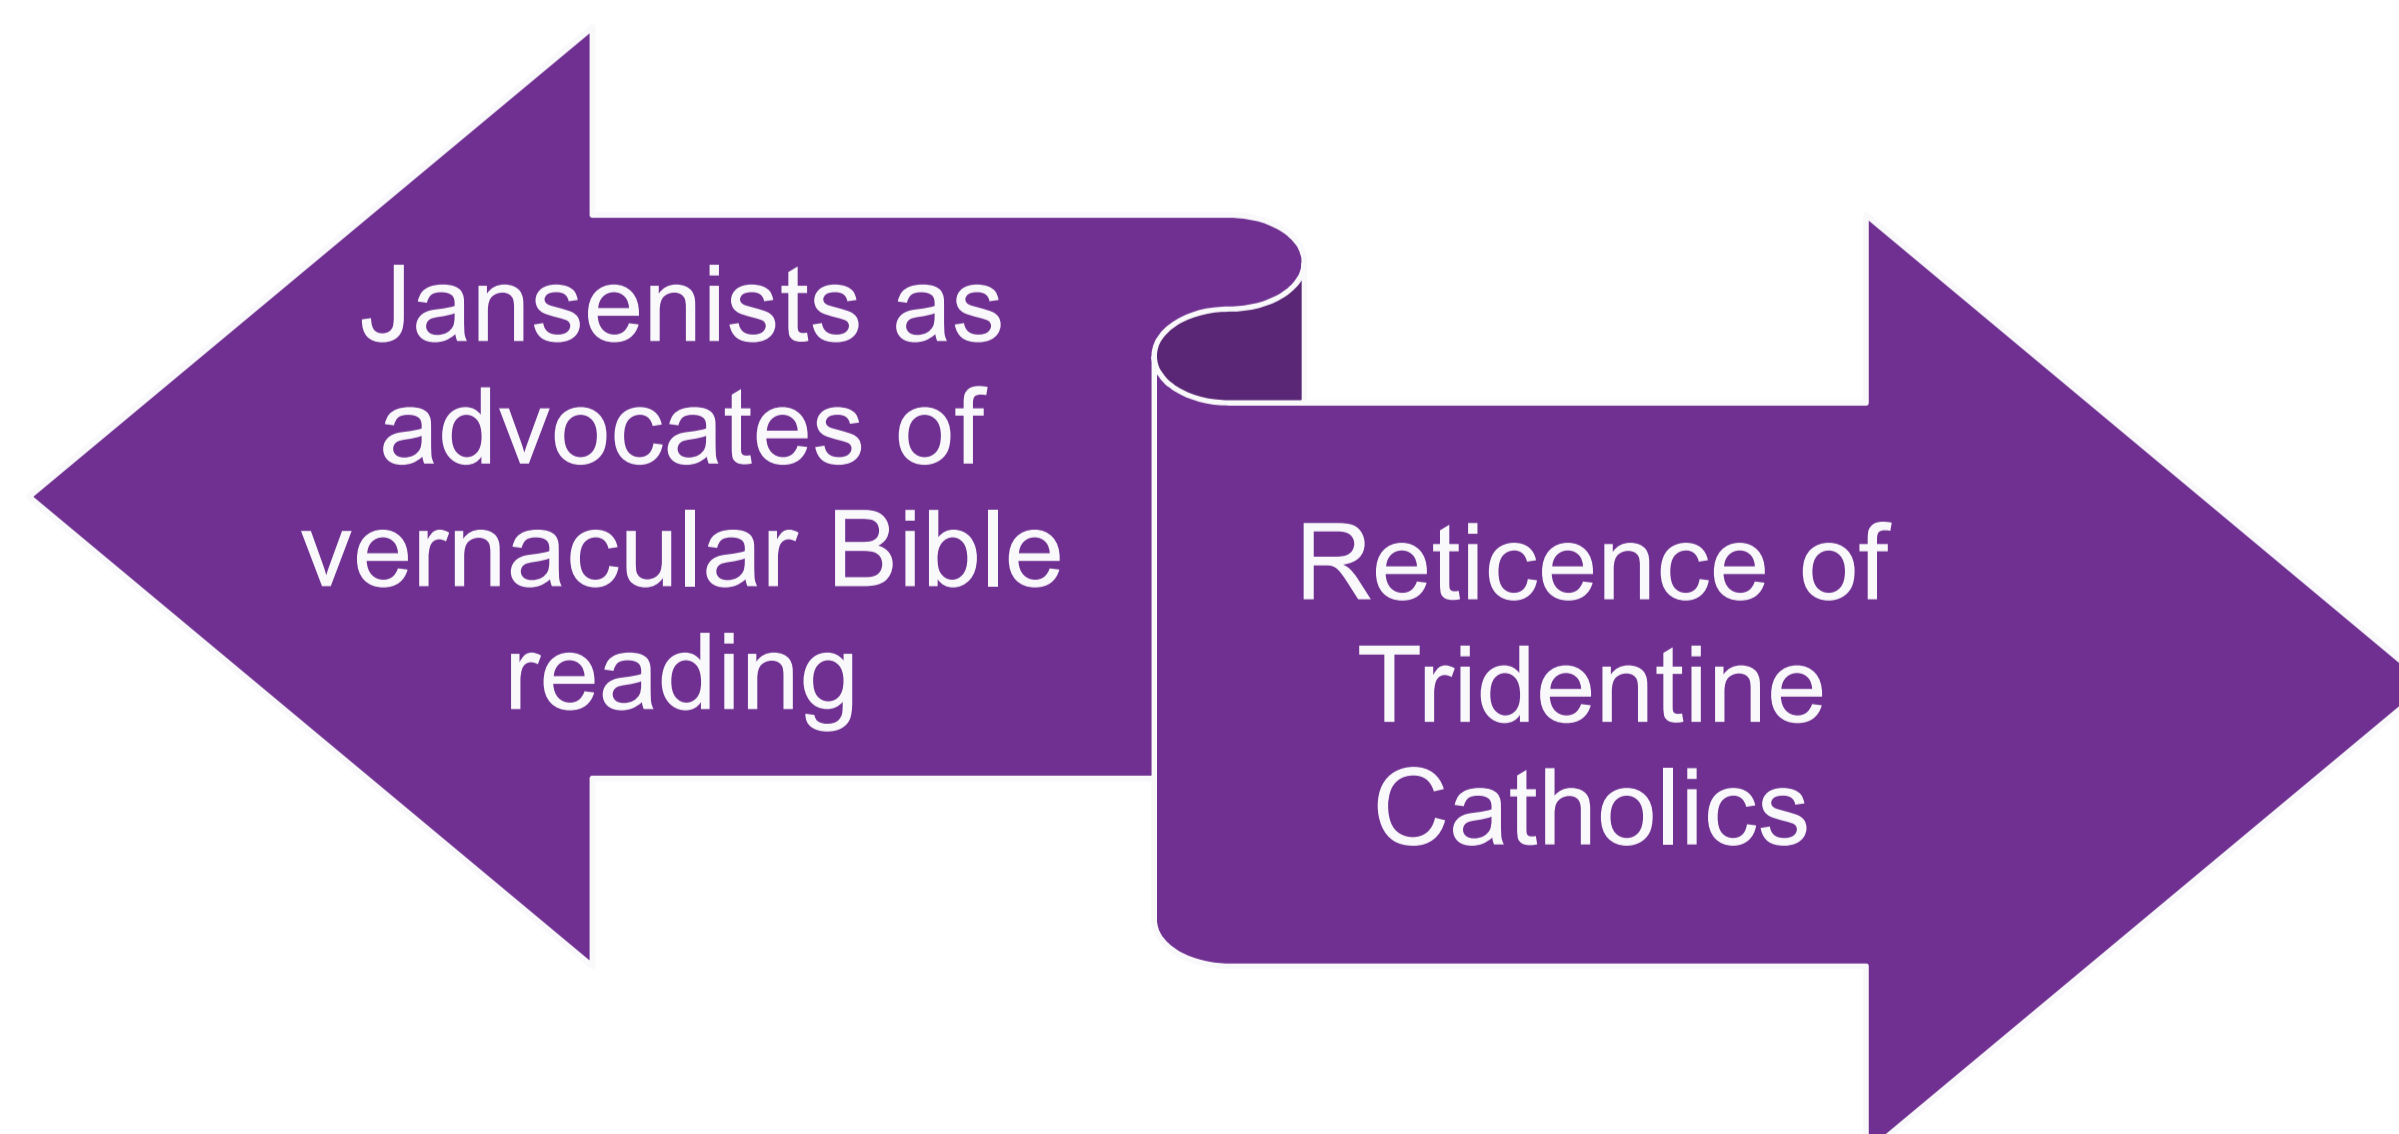 Jansenists as
advocates of
vernacular Bible
reading
Reticence of
Tridentine
Catholics